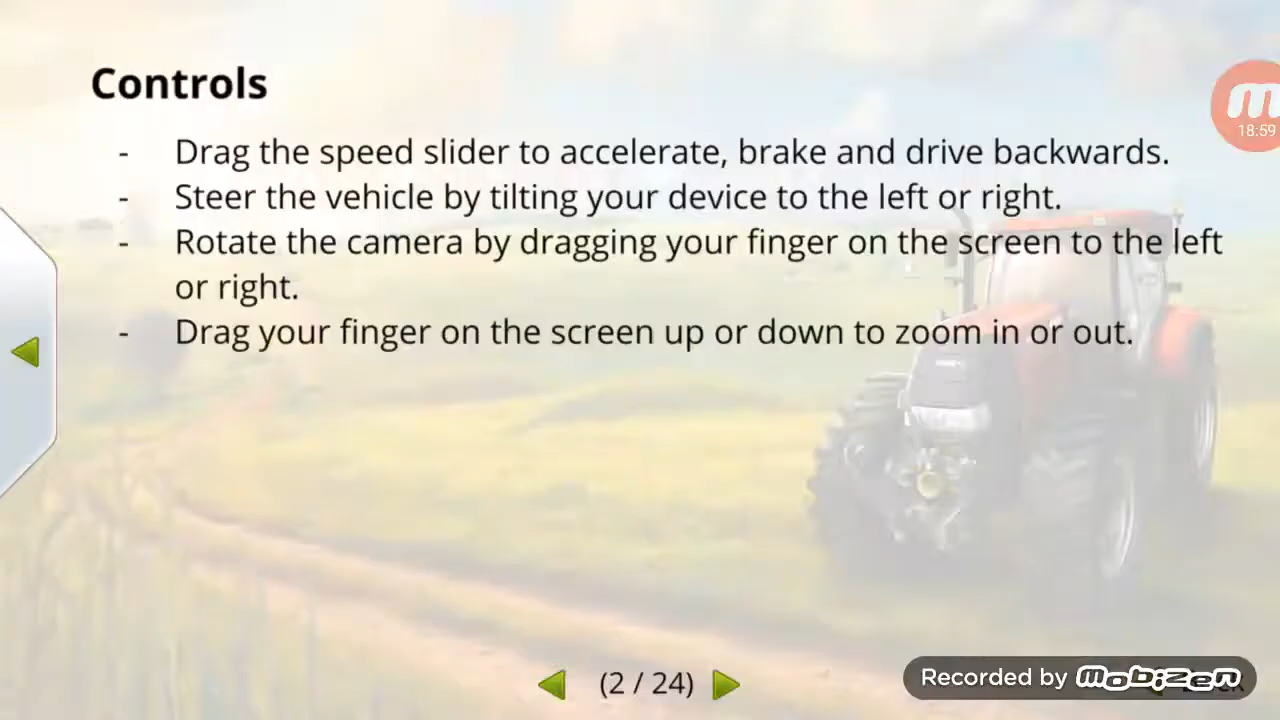 Controls
- Drag the speed slider to accelerate, brake and drive backwards.
- Steer the vehicle by tilting your device to the left or right.
- Rotate the camera by dragging your finger on the screen to the left
or right.
- Drag your finger on the screen up or down to zoom in or out.
18:59
(2 / 24)
Recorded by mobizen